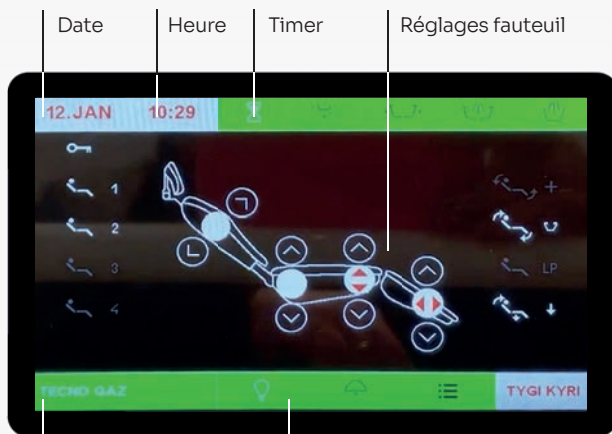 Date Heure Timer Réglages fauteuil
12.JAN 10:29
1
+
2
3 LP
4
TECNO GAZ TYGI KYRI